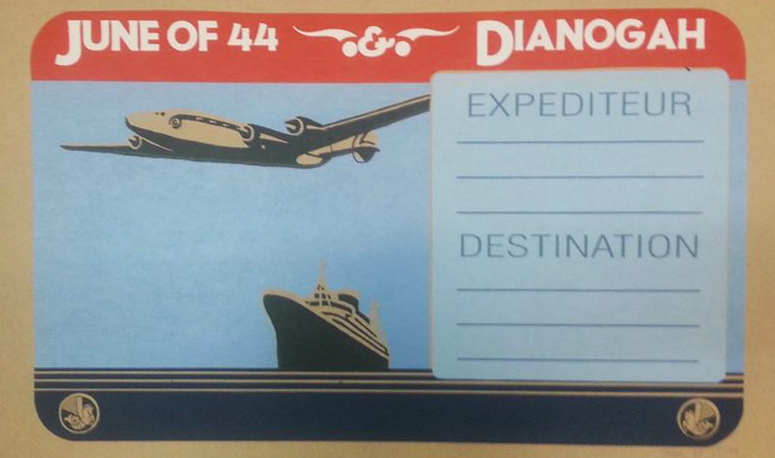 JUNE OF 44 & DIANOGAH
EXPEDITEUR
DESTINATION